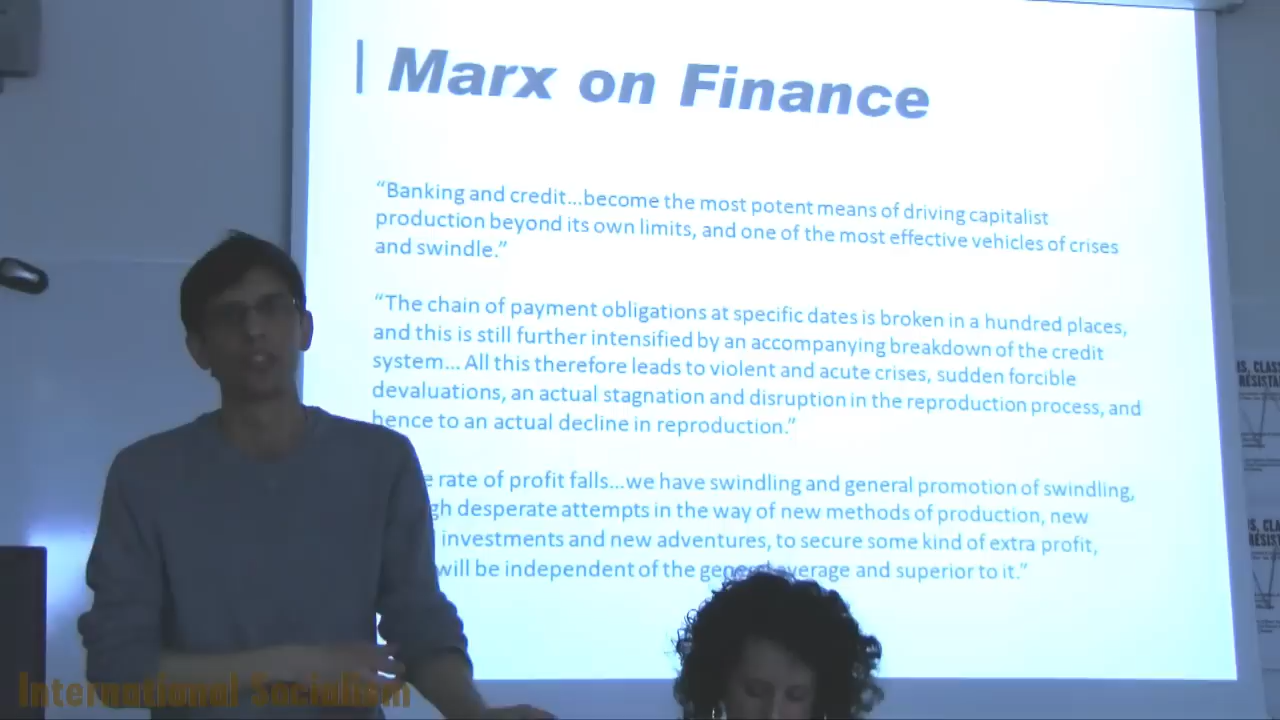 Marx on Finance
“Banking and credit...become the most potent means of driving capitalist
production beyond its own limits, and one of the most effective vehicles of crises
and swindle.”
“The chain of payment obligations at specific dates is broken in a hundred places,
and this is still further intensified by an accompanying breakdown of the credit
system... All this therefore leads to violent and acute crises, sudden forcible
devaluations, an actual stagnation and disruption in the reproduction process, and
hence to an actual decline in reproduction.”
rate of profit falls...we have swindling and general promotion of swindling,
desperate attempts in the way of new methods of production, new
investments and new adventures, to secure some kind of extra profit,
will be independent of the general average and superior to it.”
International Socialism